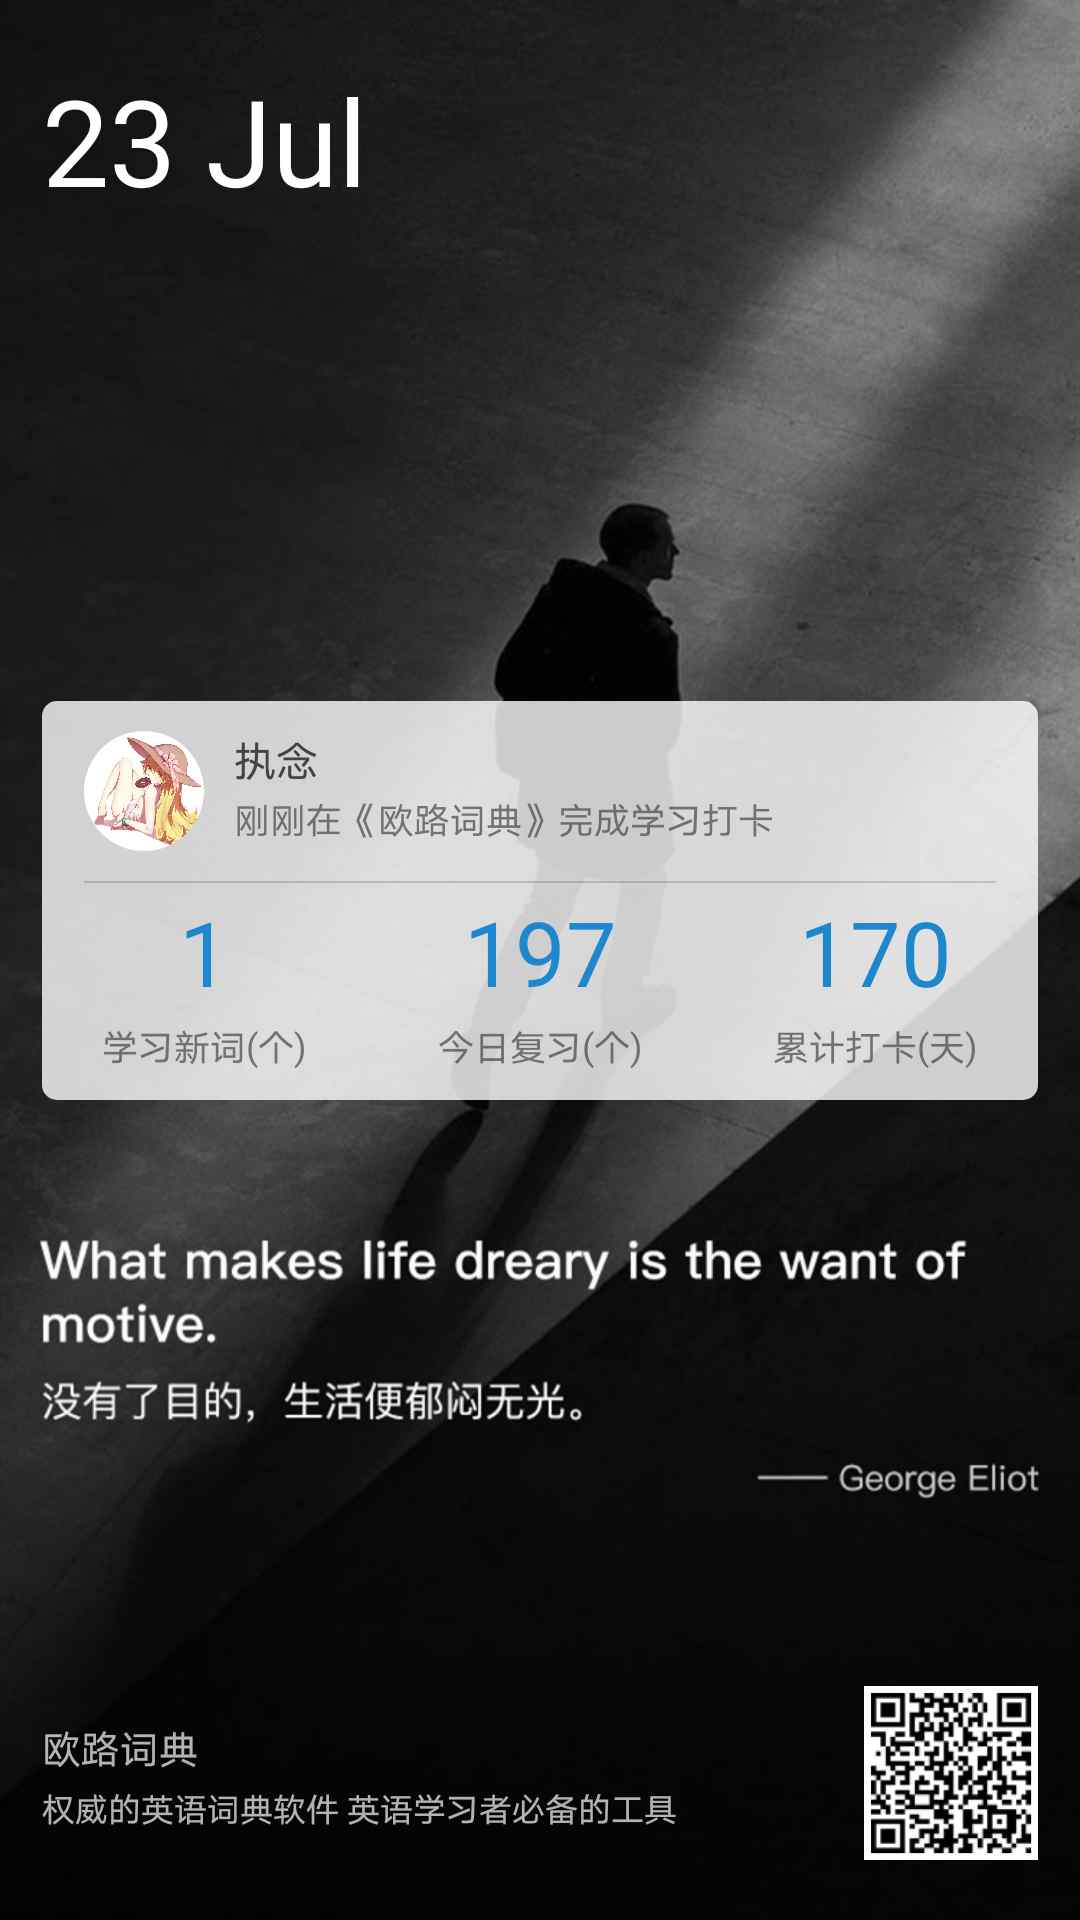 23 Jul
执念
刚刚在《欧路词典》完成学习打卡
1 197 170
学习新词(个) 今日复习(个) 累计打卡(天)
What makes life dreary is the want of
motive.
没有了目的，生活便郁闷无光。
—— George Eliot
欧路词典
权威的英语词典软件 英语学习者必备的工具